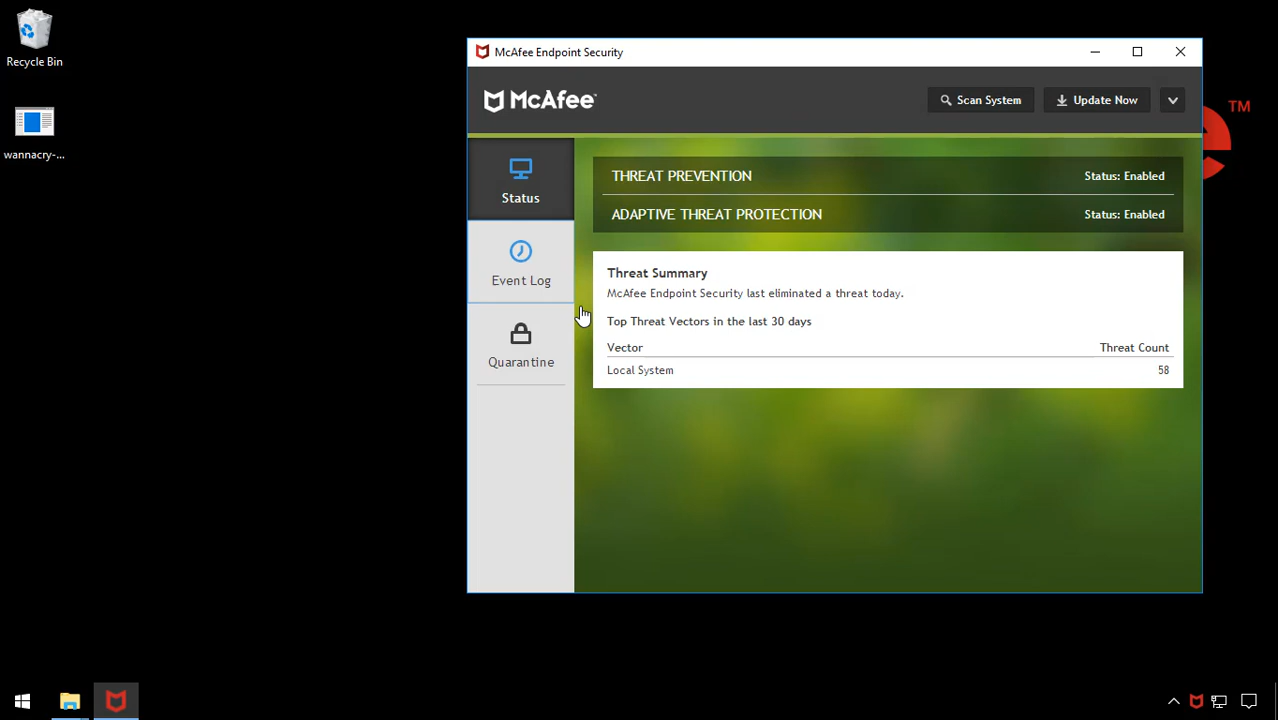 Recycle Bin
wannacry-...
McAfee Endpoint Security
McAfee™
Scan System
Update Now
TM
Status
Event Log
Quarantine
THREAT PREVENTION Status: Enabled
ADAPTIVE THREAT PROTECTION Status: Enabled
Threat Summary
McAfee Endpoint Security last eliminated a threat today.
Top Threat Vectors in the last 30 days
Vector Threat Count
Local System 58